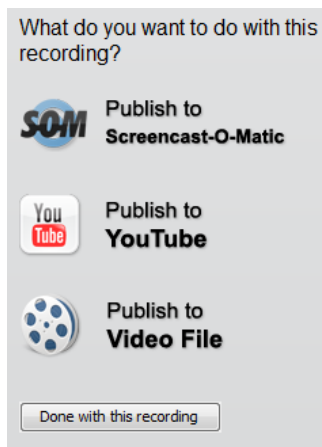 What do you want to do with this
recording?
SOM
Publish to
Screencast-O-Matic
You
Tube
Publish to
YouTube
Publish to
Video File
Done with this recording